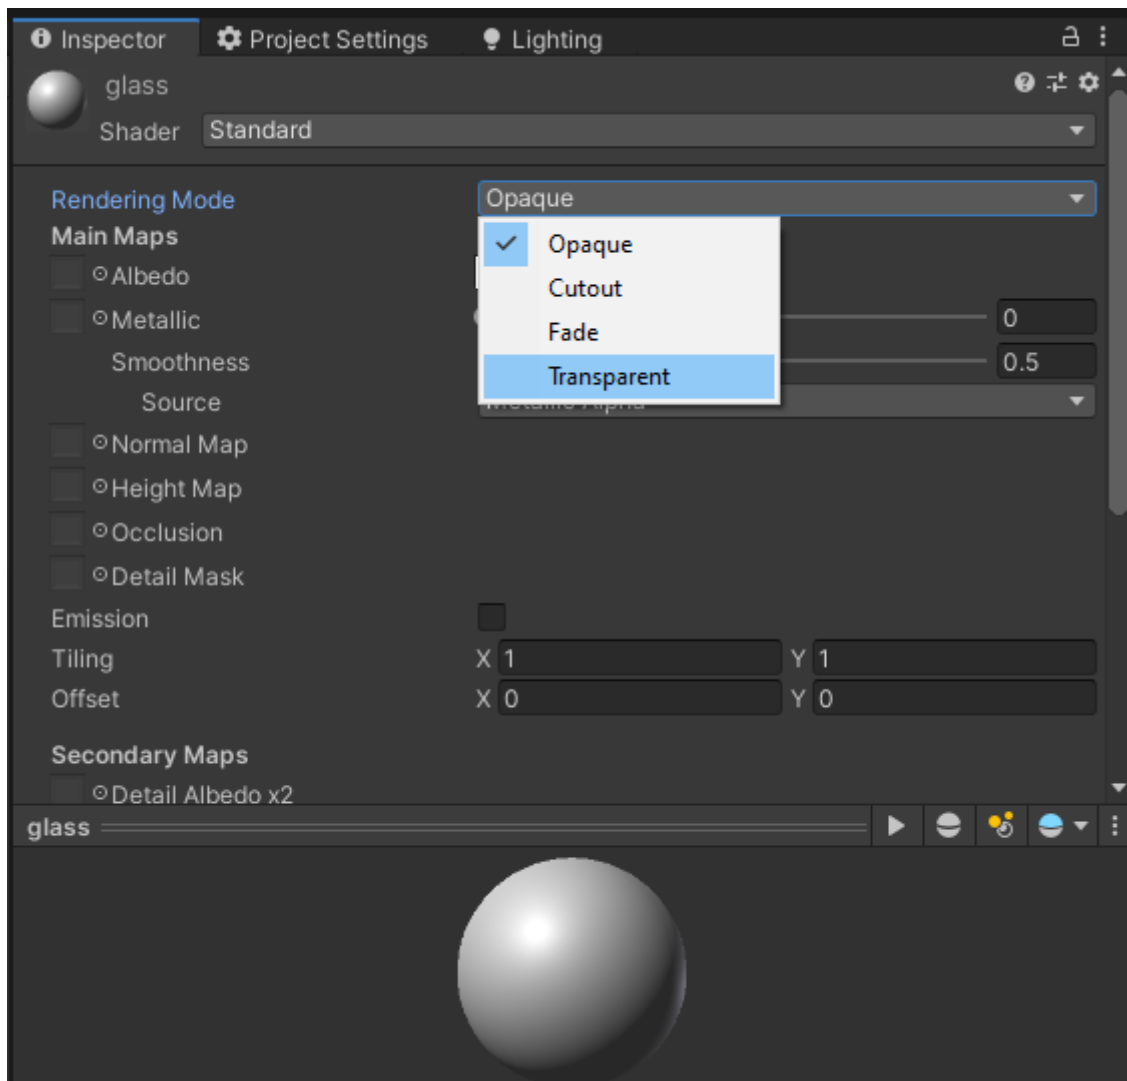 Inspector Project Settings Lighting
glass
Shader Standard
Rendering Mode Opaque
Main Maps Opaque
Albedo Cutout
Metallic Fade 0
Smoothness Transparent 0.5
Source Metallic Alpha
Normal Map
Height Map
Occlusion
Detail Mask
Emission
Tiling X 1 Y 1
Offset X 0 Y 0
Secondary Maps
Detail Albedo x2
glass